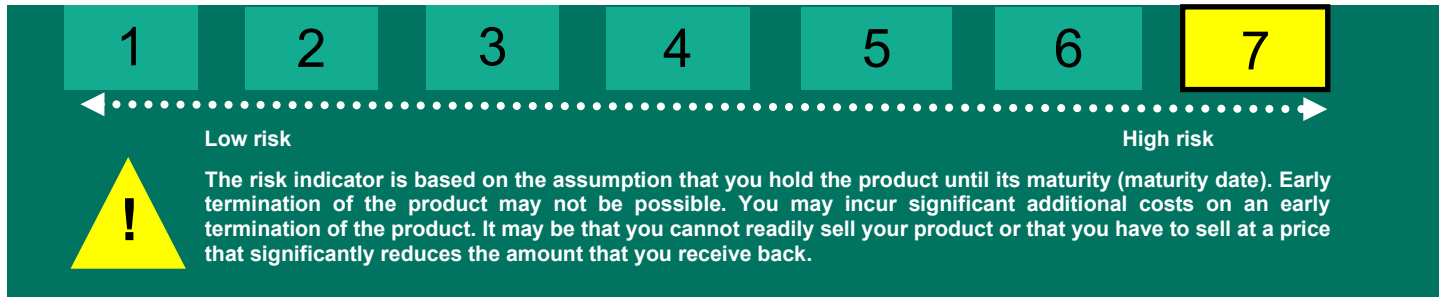 1 2 3 4 5 6 7
Low risk High risk
The risk indicator is based on the assumption that you hold the product until its maturity (maturity date). Early
termination of the product may not be possible. You may incur significant additional costs on an early
termination of the product. It may be that you cannot readily sell your product or that you have to sell at a price
that significantly reduces the amount that you receive back.
!